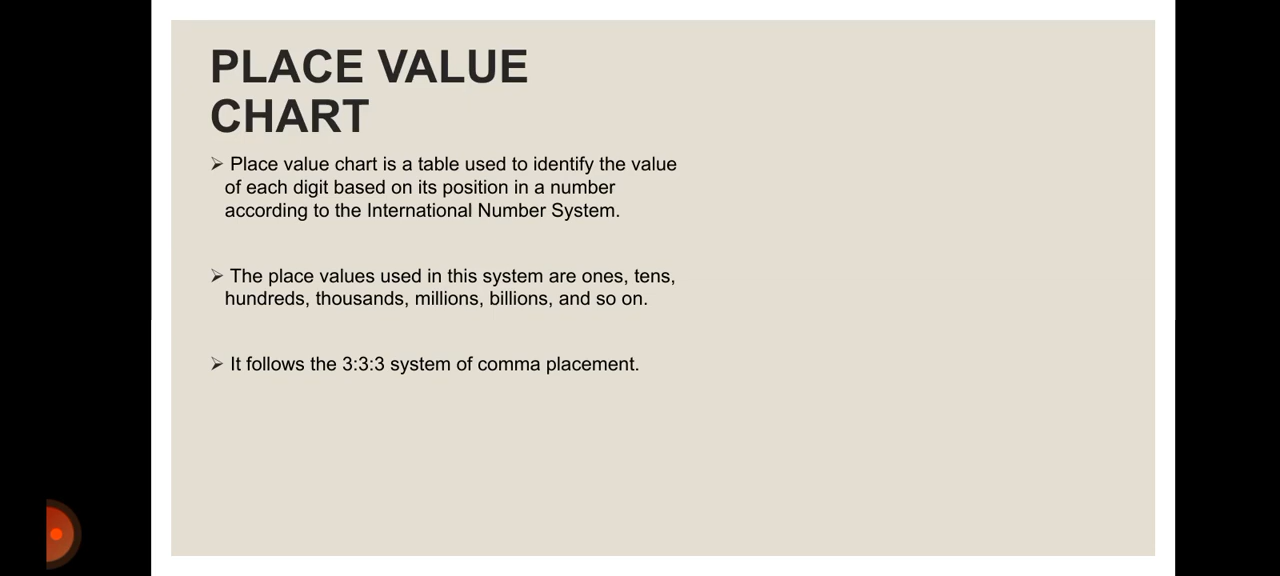 PLACE VALUE
CHART
➢ Place value chart is a table used to identify the value
of each digit based on its position in a number
according to the International Number System.
➢ The place values used in this system are ones, tens,
hundreds, thousands, millions, billions, and so on.
➢ It follows the 3:3:3 system of comma placement.